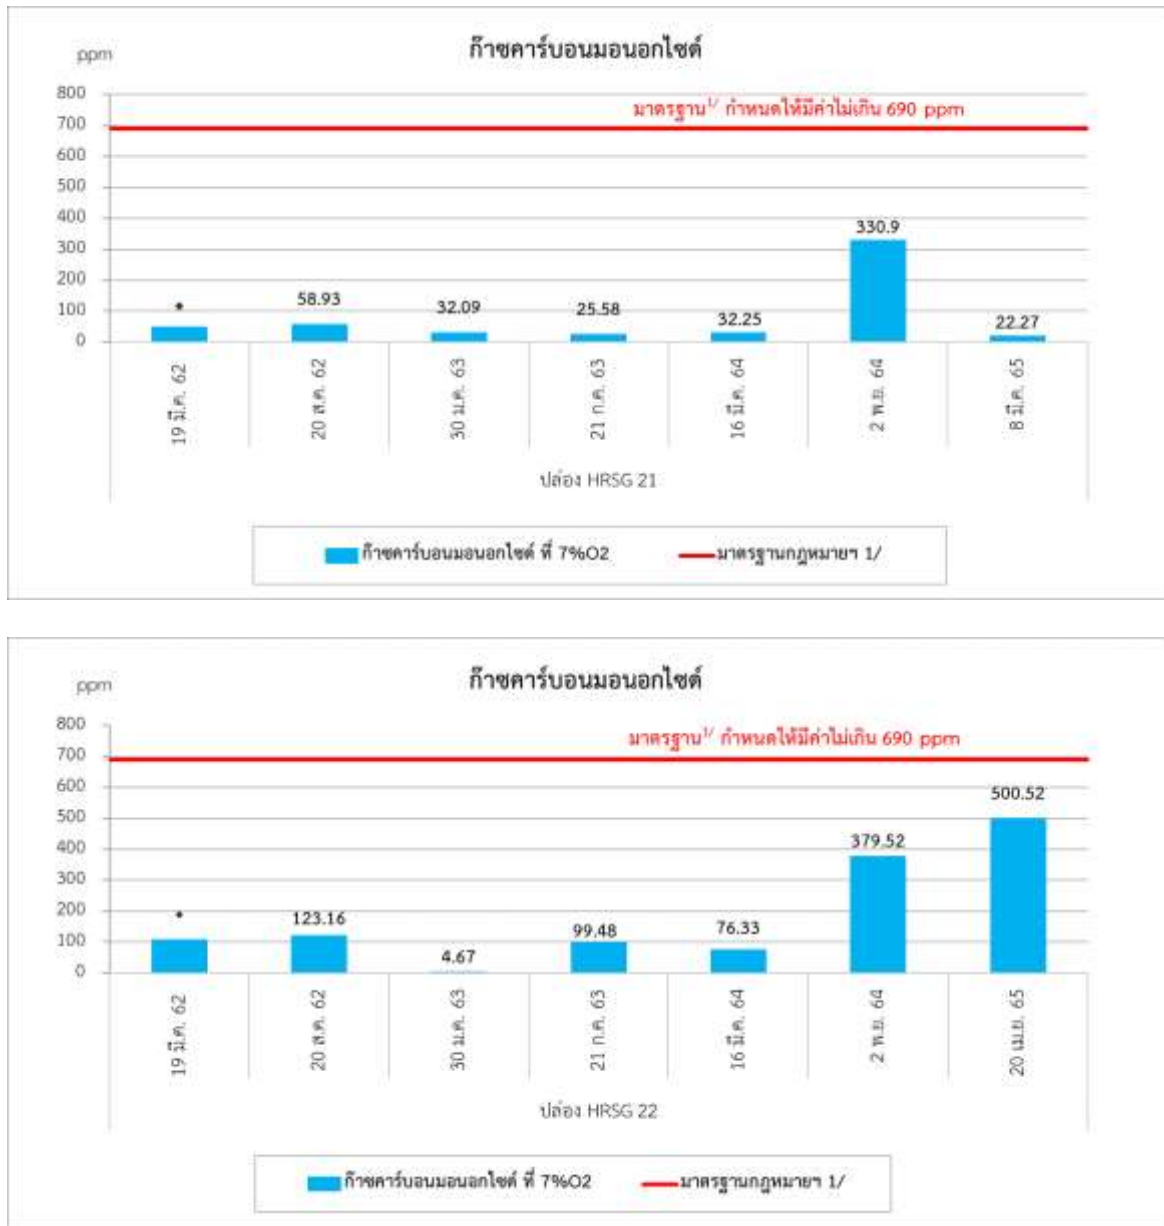 ก๊าซคาร์บอนมอนอกไซด์
ppm
มาตรฐาน1/ กำหนดให้มีค่าไม่เกิน 690 ppm
800
700
600
500
400
300
200
100
0
* 58.93 32.09 25.58 32.25 330.9 22.27
19 มี.ค. 62
20 ส.ค. 62
30 ม.ค. 63
21 ก.ค. 63
16 มี.ค. 64
2 พ.ย. 64
8 มี.ค. 65
ปล่อง HRSG 21
ก๊าซคาร์บอนมอนอกไซด์ ที่ 7%O2 มาตรฐานกฎหมายฯ 1/
ก๊าซคาร์บอนมอนอกไซด์
ppm
มาตรฐาน1/ กำหนดให้มีค่าไม่เกิน 690 ppm
800
700
600
500
400
300
200
100
0
* 123.16 4.67 99.48 76.33 379.52 500.52
19 มี.ค. 62
20 ส.ค. 62
30 ม.ค. 63
21 ก.ค. 63
16 มี.ค. 64
2 พ.ย. 64
20 เม.ย. 65
ปล่อง HRSG 22
ก๊าซคาร์บอนมอนอกไซด์ ที่ 7%O2 มาตรฐานกฎหมายฯ 1/